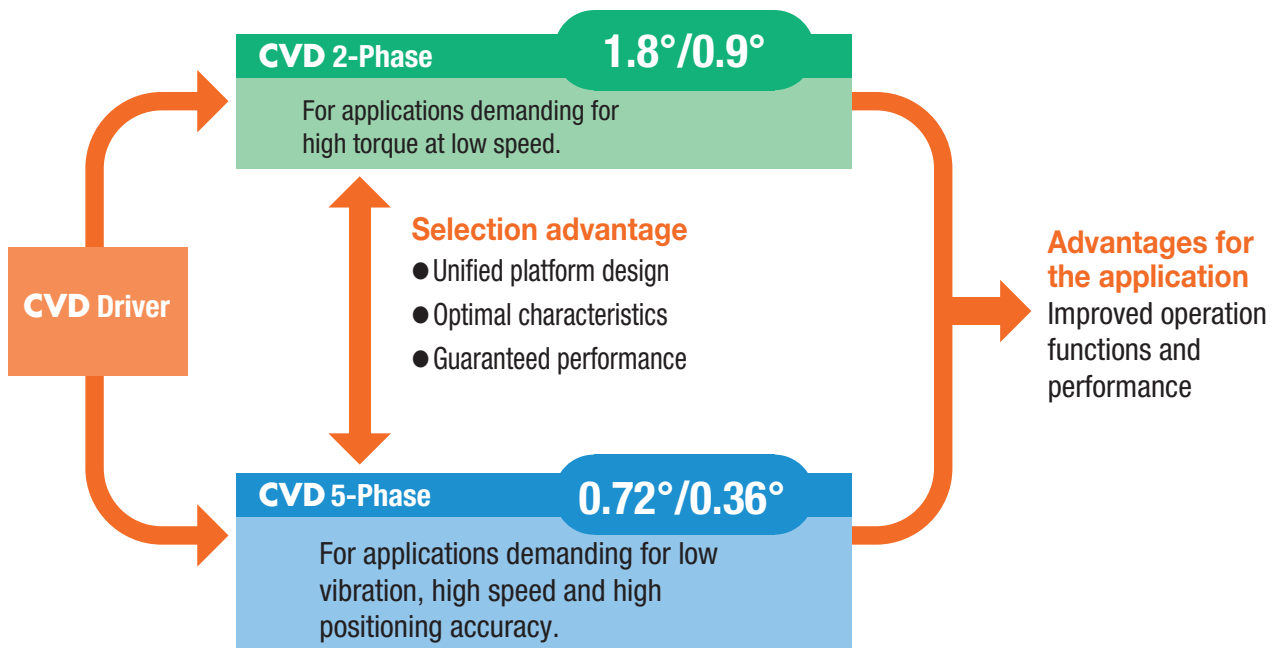 CVD Driver
CVD 2-Phase
1.8°/0.9°
For applications demanding for
high torque at low speed.
Selection advantage
●Unified platform design
●Optimal characteristics
●Guaranteed performance
CVD 5-Phase
0.72°/0.36°
For applications demanding for low
vibration, high speed and high
positioning accuracy.
Advantages for
the application
Improved operation
functions and
performance